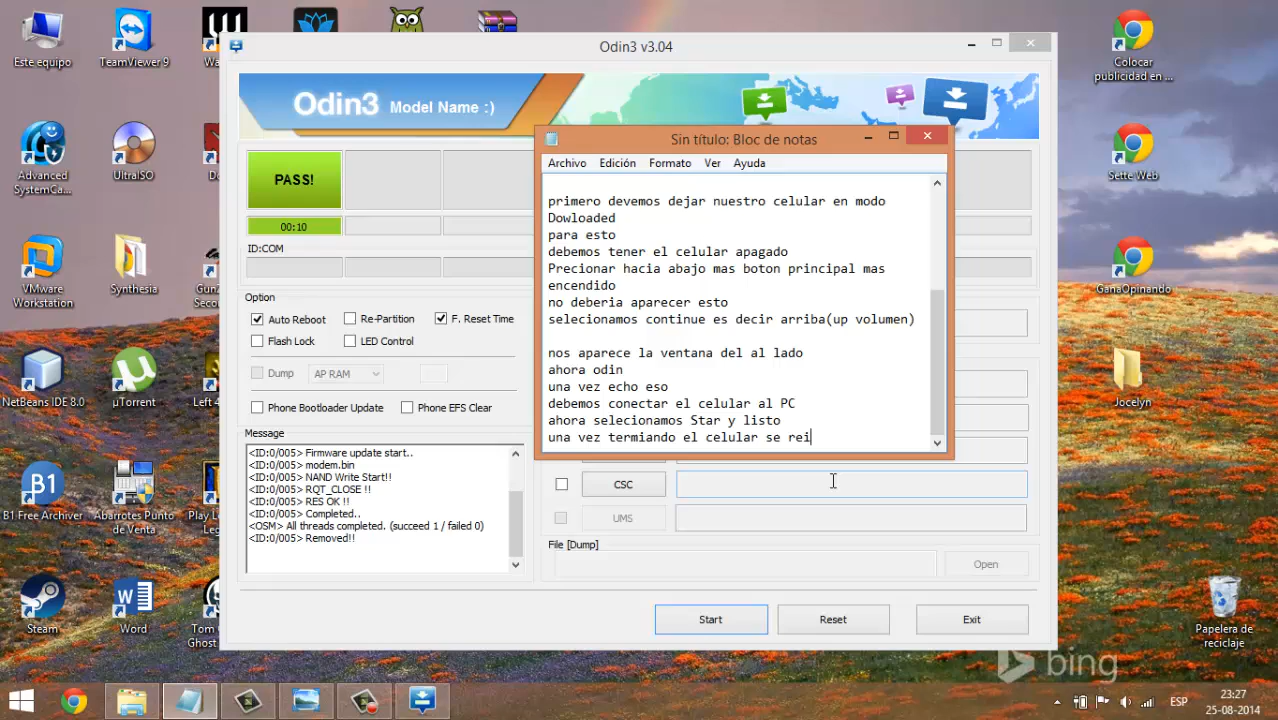 Este equipo
TeamViewer 9
Wa
Colocar
publicidad en ...
Odin3 v3.04
Odin3 Model Name :)
Sin título: Bloc de notas
Archivo Edición Formato Ver Ayuda
primero devemos dejar nuestro celular en modo
Dowloaded
para esto
debemos tener el celular apagado
Precionar hacia abajo mas boton principal mas
encendido
no deberia aparecer esto
selecionamos continue es decir arriba(up volumen)
nos aparece la ventana del al lado
ahora odin
una vez echo eso
debemos conectar el celular al PC
ahora selecionamos Star y listo
una vez termiando el celular se rei
PASS!
00:10
ID:COM
Option
Auto Reboot
Re-Partition
F. Reset Time
Flash Lock
LED Control
Dump
AP RAM
Phone Bootloader Update
Phone EFS Clear
Message
<ID:0/005> Firmware update start..
<ID:0/005> modem.bin
<ID:0/005> NAND Write Start!!
<ID:0/005> RQT_CLOSE !!
<ID:0/005> RES OK !!
<ID:0/005> Completed..
<OSM> All threads completed. (succeed 1 / failed 0)
<ID:0/005> Removed!!
CSC
UMS
File [Dump]
Open
Start
Reset
Exit
Advanced
SystemCa...
UltraISO
Sette Web
VMware
Workstation
Synthesia
GunZ
Secon
GanaOpinando
NetBeans IDE 8.0
µTorrent
Left 4
Jocelyn
B1
B1 Free Archiver
Abarrotes Punto
de Venta
Play L
Leg
Steam
Word
Tom C
Ghost
Papelera de
reciclaje
bing
ESP
23:27
25-08-2014